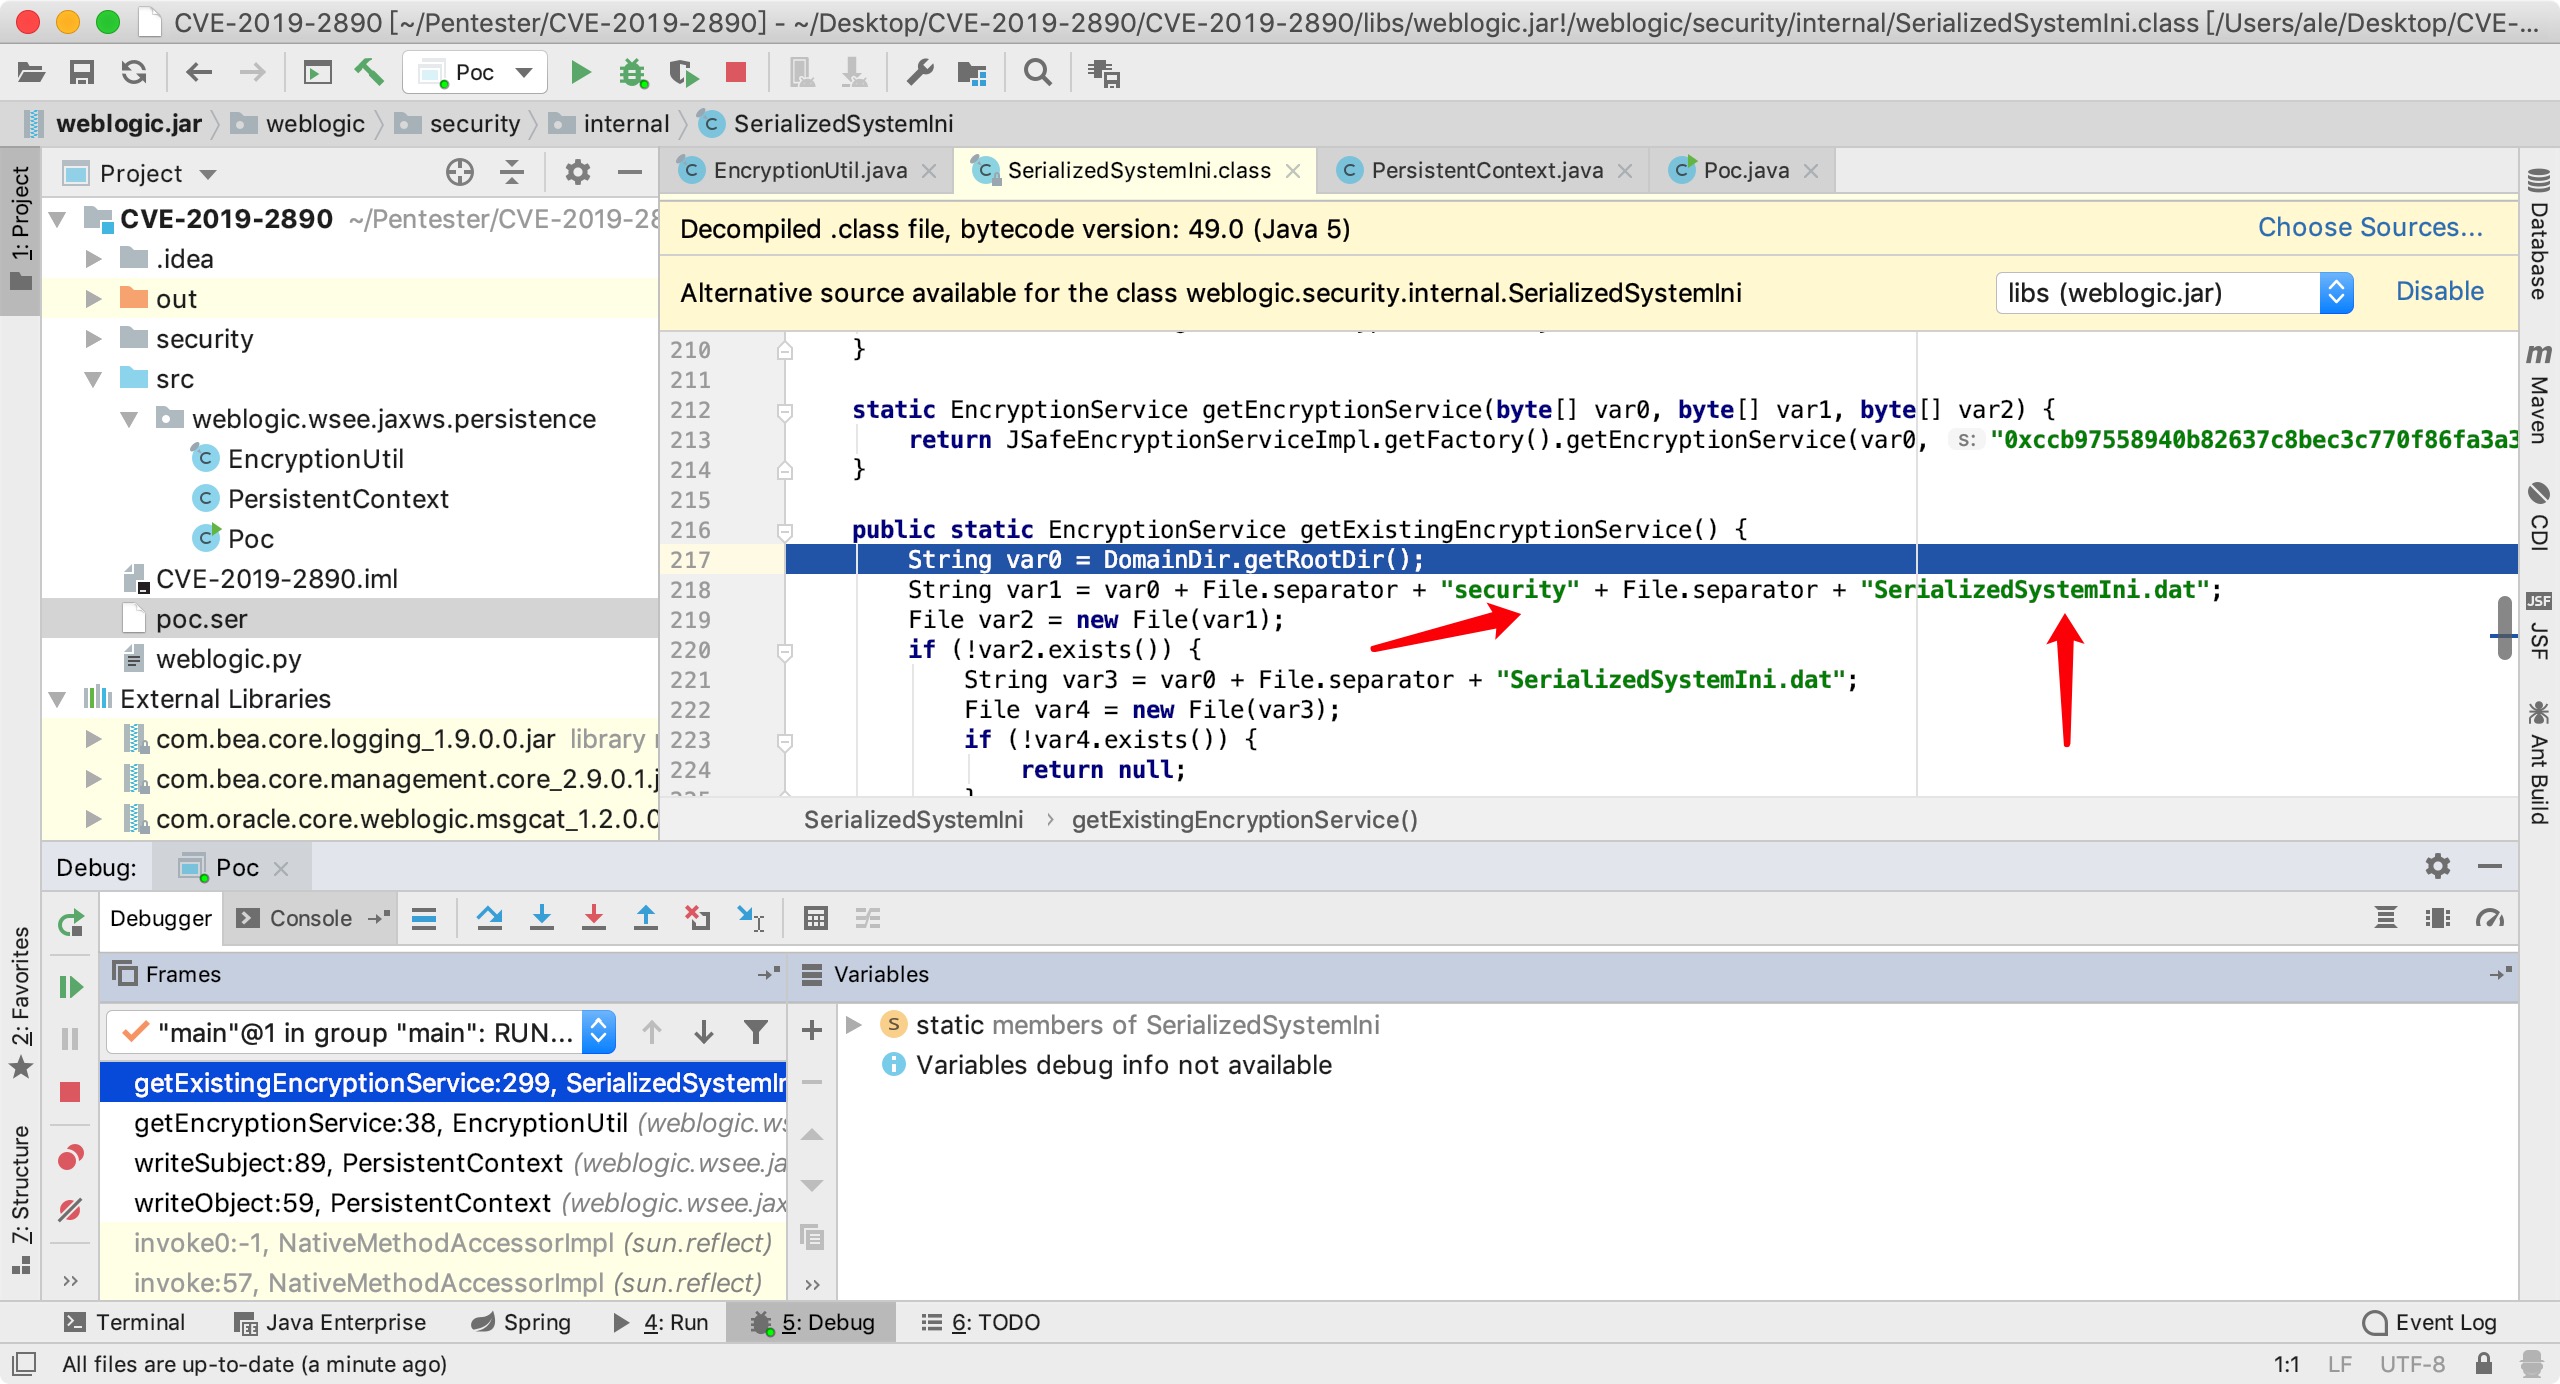 CVE-2019-2890 [~/Pentester/CVE-2019-2890] - ~/Desktop/CVE-2019-2890/CVE-2019-2890/libs/weblogic.jar!/weblogic/security/internal/SerializedSystemIni.class [/Users/ale/Desktop/CVE-...
Poc
weblogic.jar weblogic security internal SerializedSystemIni
1: Project
Project
CVE-2019-2890 ~/Pentester/CVE-2019-28
.idea
out
security
src
weblogic.wsee.jaxws.persistence
EncryptionUtil
PersistentContext
Poc
CVE-2019-2890.iml
poc.ser
weblogic.py
External Libraries
com.bea.core.logging_1.9.0.0.jar library
com.bea.core.management.core_2.9.0.1.j
com.oracle.core.weblogic.msgcat_1.2.0.0
EncryptionUtil.java SerializedSystemIni.class PersistentContext.java Poc.java
Decompiled .class file, bytecode version: 49.0 (Java 5) Choose Sources...
Alternative source available for the class weblogic.security.internal.SerializedSystemIni libs (weblogic.jar) Disable
210 }
211
212 static EncryptionService getEncryptionService(byte[] var0, byte[] var1, byte[] var2) {
213 return JSafeEncryptionServiceImpl.getFactory().getEncryptionService(var0, s: "0xccb97558940b82637c8bec3c770f86fa3a3
214 }
215
216 public static EncryptionService getExistingEncryptionService() {
217 String var0 = DomainDir.getRootDir();
218 String var1 = var0 + File.separator + "security" + File.separator + "SerializedSystemIni.dat";
219 File var2 = new File(var1);
220 if (!var2.exists()) {
221 String var3 = var0 + File.separator + "SerializedSystemIni.dat";
222 File var4 = new File(var3);
223 if (!var4.exists()) {
224 return null;
225 }
SerializedSystemIni › getExistingEncryptionService()
Database
Maven
CDI
JSF
JSF
Ant Build
Debug: Poc
Debugger Console
Frames
Variables
"main"@1 in group "main": RUN...
getExistingEncryptionService:299, SerializedSystemIn
getEncryptionService:38, EncryptionUtil (weblogic.ws
writeSubject:89, PersistentContext (weblogic.wsee.ja
writeObject:59, PersistentContext (weblogic.wsee.jax
invoke0:-1, NativeMethodAccessorImpl (sun.reflect)
invoke:57, NativeMethodAccessorImpl (sun.reflect)
static members of SerializedSystemIni
Variables debug info not available
2: Favorites
7: Structure
Terminal Java Enterprise Spring 4: Run 5: Debug 6: TODO Event Log
All files are up-to-date (a minute ago) 1:1 LF UTF-8